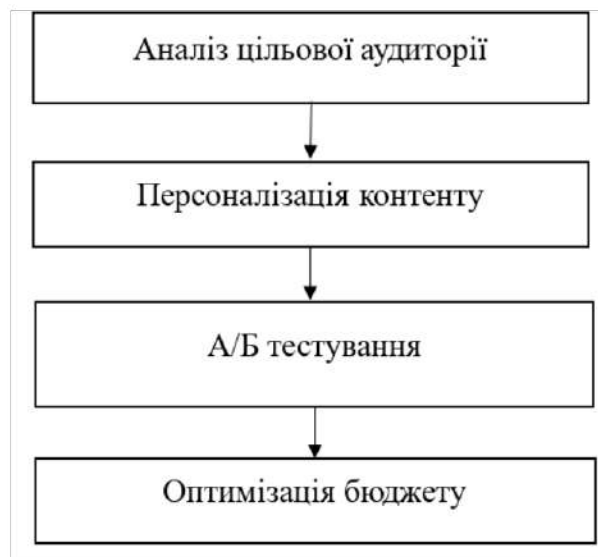 Аналіз цільової аудиторії
Персоналізація контенту
А/Б тестування
Оптимізація бюджету